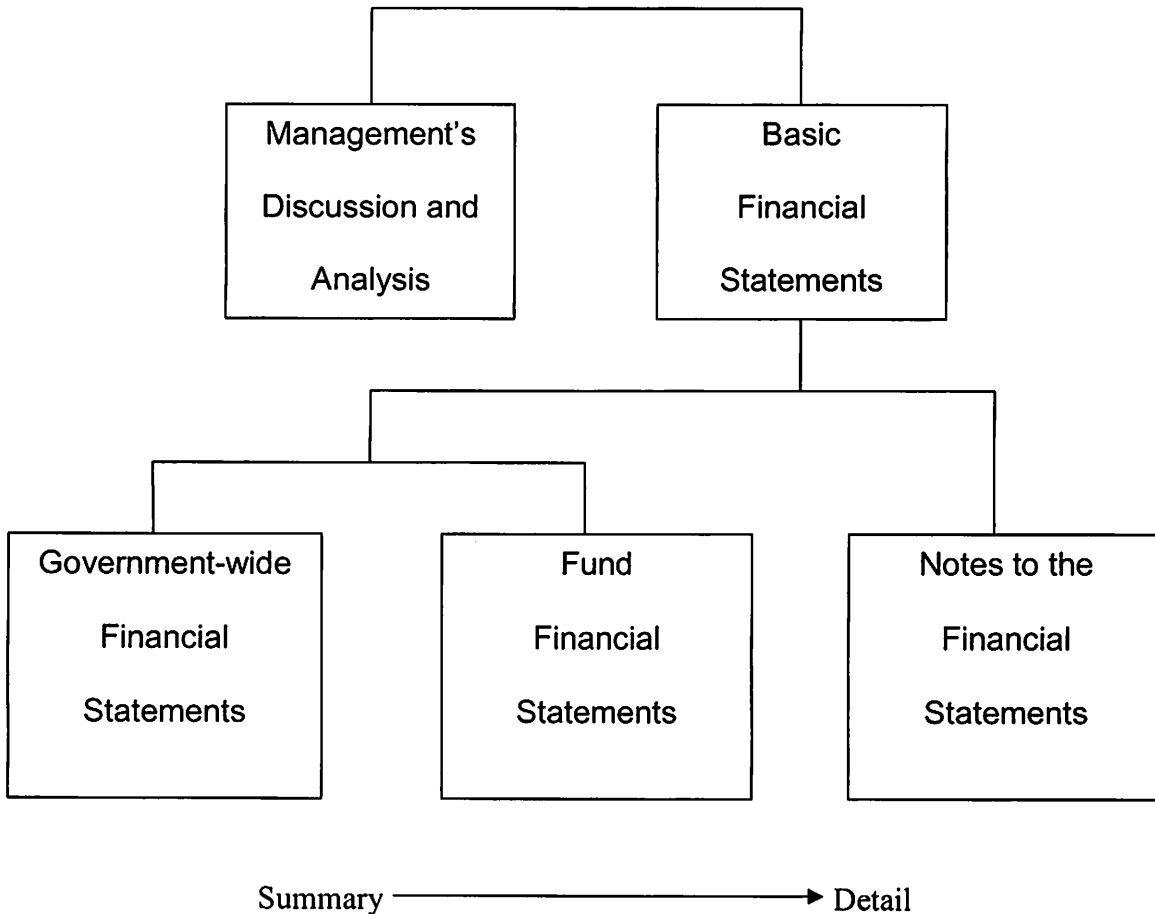 Management's
Discussion and
Analysis
Basic
Financial
Statements
Government-wide
Financial
Statements
Fund
Financial
Statements
Notes to the
Financial
Statements
Summary
Detail